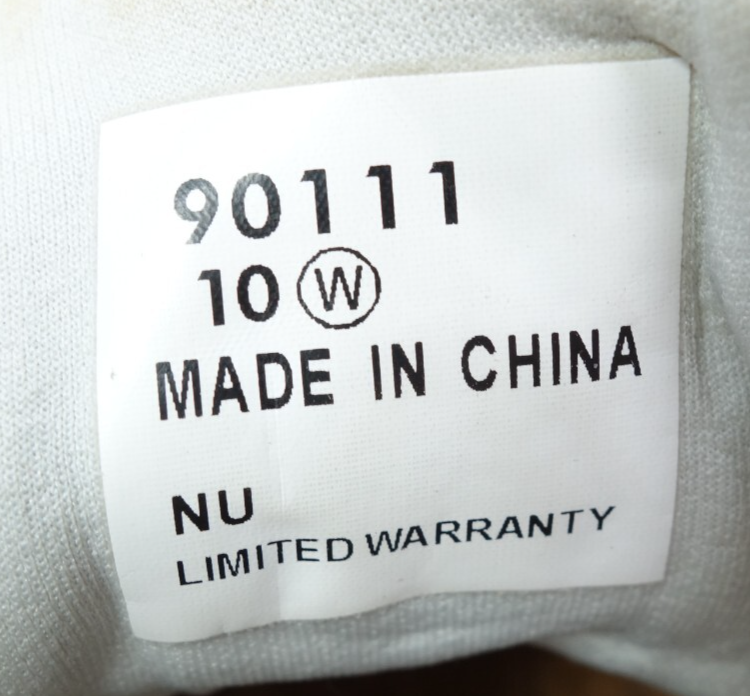 90111
10 Ⓦ
MADE IN CHINA
NU
LIMITED WARRANTY